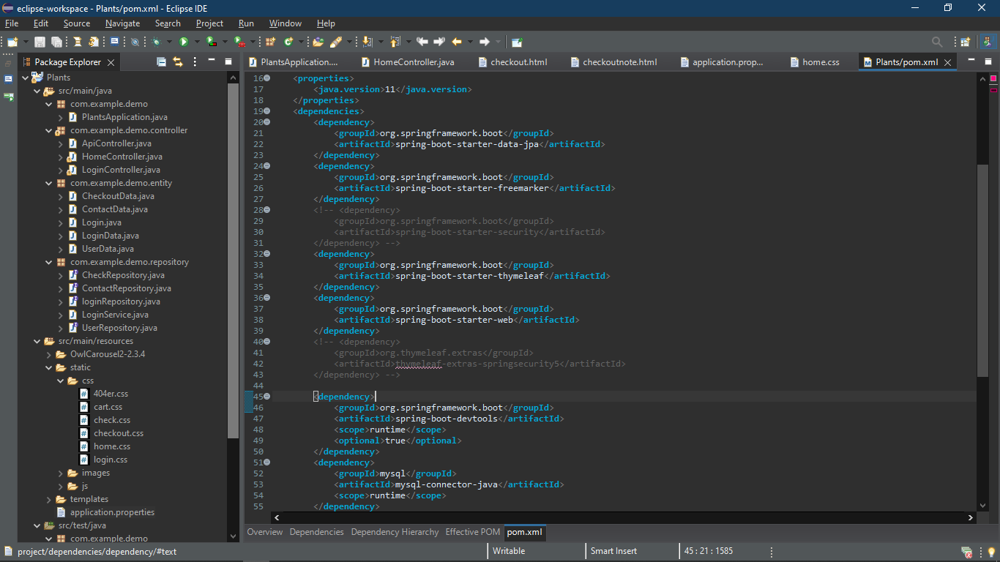 eclipse-workspace - Plants/pom.xml - Eclipse IDE
File Edit Source Navigate Search Project Run Window Help
Package Explorer
PlantsApplication.... HomeController.java checkout.html checkoutnote.html application.prop... home.css Plants/pom.xml
Plants
src/main/java
com.example.demo
PlantsApplication.java
com.example.demo.controller
ApiController.java
HomeController.java
LoginController.java
com.example.demo.entity
CheckoutData.java
ContactData.java
Login.java
LoginData.java
UserData.java
com.example.demo.repository
CheckRepository.java
ContactRepository.java
loginRepository.java
LoginService.java
UserRepository.java
src/main/resources
OwlCarousel2-2.3.4
static
css
404er.css
cart.css
check.css
checkout.css
home.css
login.css
images
js
templates
application.properties
src/test/java
com.example.demo
16 <properties>
17 <java.version>11</java.version>
18 </properties>
19 <dependencies>
20 <dependency>
21 <groupId>org.springframework.boot</groupId>
22 <artifactId>spring-boot-starter-data-jpa</artifactId>
23 </dependency>
24 <dependency>
25 <groupId>org.springframework.boot</groupId>
26 <artifactId>spring-boot-starter-freemarker</artifactId>
27 </dependency>
28 <!-- <dependency>
29 <groupId>org.springframework.boot</groupId>
30 <artifactId>spring-boot-starter-security</artifactId>
31 </dependency> -->
32 <dependency>
33 <groupId>org.springframework.boot</groupId>
34 <artifactId>spring-boot-starter-thymeleaf</artifactId>
35 </dependency>
36 <dependency>
37 <groupId>org.springframework.boot</groupId>
38 <artifactId>spring-boot-starter-web</artifactId>
39 </dependency>
40 <!-- <dependency>
41 <groupId>org.thymeleaf.extras</groupId>
42 <artifactId>thymeleaf-extras-springsecurity5</artifactId>
43 </dependency> -->
44
45 <dependency>
46 <groupId>org.springframework.boot</groupId>
47 <artifactId>spring-boot-devtools</artifactId>
48 <scope>runtime</scope>
49 <optional>true</optional>
50 </dependency>
51 <dependency>
52 <groupId>mysql</groupId>
53 <artifactId>mysql-connector-java</artifactId>
54 <scope>runtime</scope>
55 </dependency>
Overview Dependencies Dependency Hierarchy Effective POM pom.xml
project/dependencies/dependency/#text Writable Smart Insert 45 : 21 : 1585